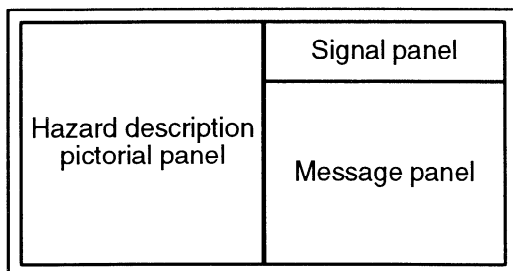 Hazard description
pictorial panel
Signal panel
Message panel